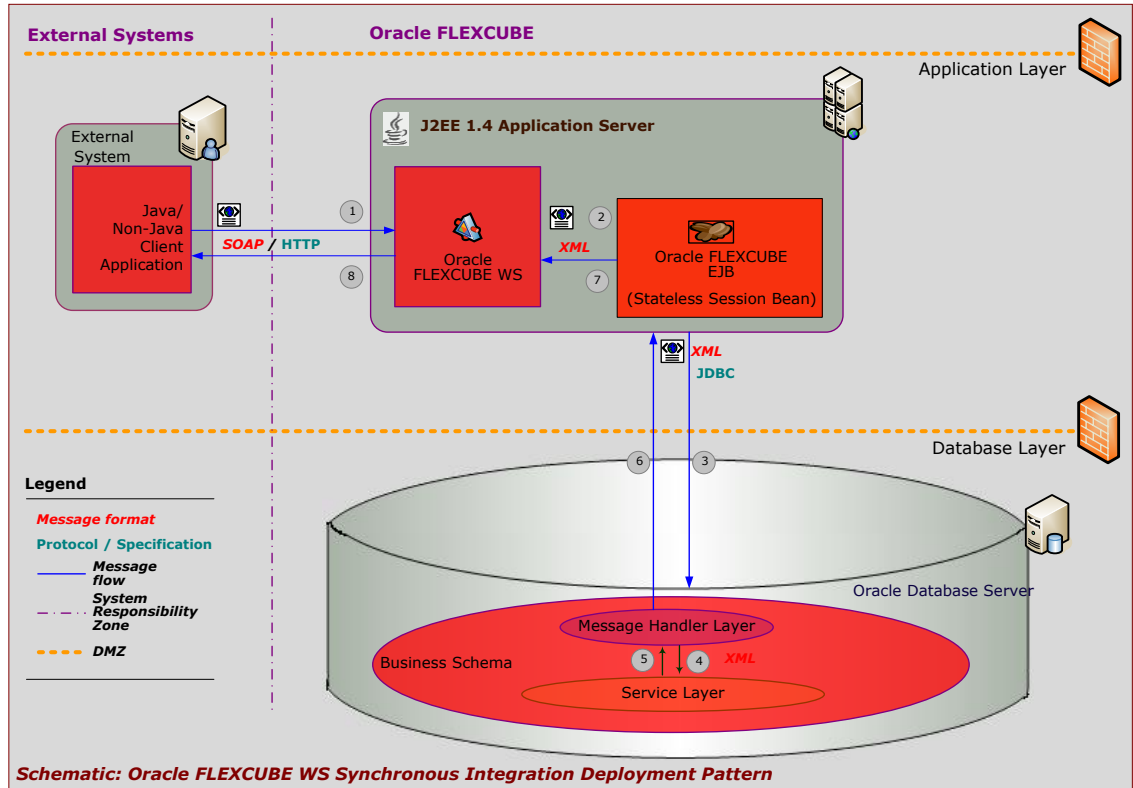 External Systems
Oracle FLEXCUBE
Application Layer
J2EE 1.4 Application Server
External
System
Java/
Non-Java
Client
Application
1
SOAP / HTTP
8
Oracle
FLEXCUBE WS
2
XML
7
Oracle FLEXCUBE
EJB
(Stateless Session Bean)
XML
JDBC
Database Layer
6
3
Legend
Message format
Protocol / Specification
Message
flow
System
Responsibility
Zone
DMZ
Oracle Database Server
Message Handler Layer
Business Schema
5
4
XML
Service Layer
Schematic: Oracle FLEXCUBE WS Synchronous Integration Deployment Pattern